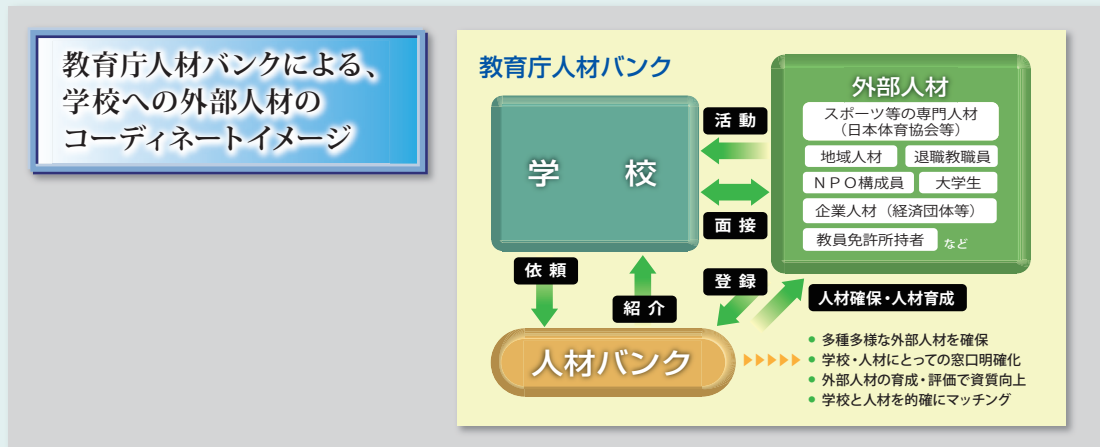 教育庁人材バンクによる、
学校への外部人材の
コーディネートイメージ
教育庁人材バンク
学　校
活動
面接
外部人材
スポーツ等の専門人材
（日本体育協会等）
地域人材
退職教職員
NPO構成員
大学生
企業人材（経済団体等）
教員免許所持者
など
依頼
紹介
登録
人材確保・人材育成
人材バンク
● 多種多様な外部人材を確保
● 学校・人材にとっての窓口明確化
● 外部人材の育成・評価で資質向上
● 学校と人材を的確にマッチング